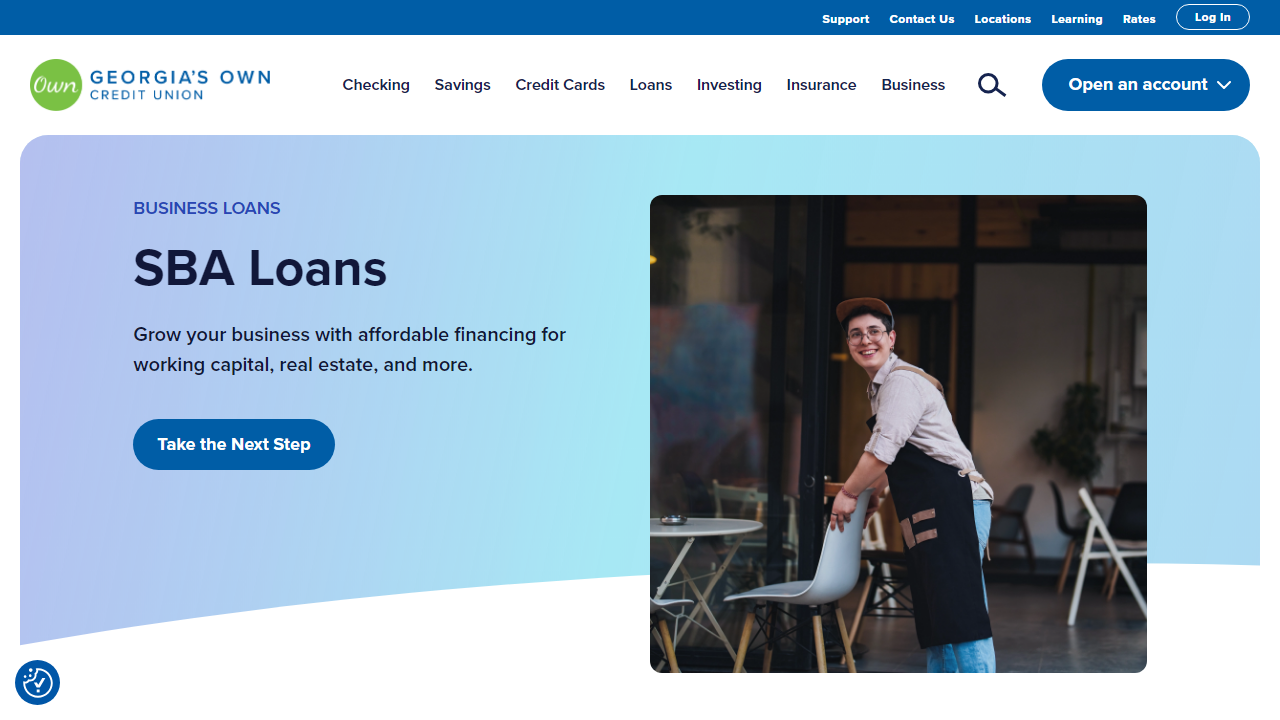 Support Contact Us Locations Learning Rates Log In
Own GEORGIA'S OWN
CREDIT UNION
Checking Savings Credit Cards Loans Investing Insurance Business Open an account
BUSINESS LOANS
SBA Loans
Grow your business with affordable financing for
working capital, real estate, and more.
Take the Next Step